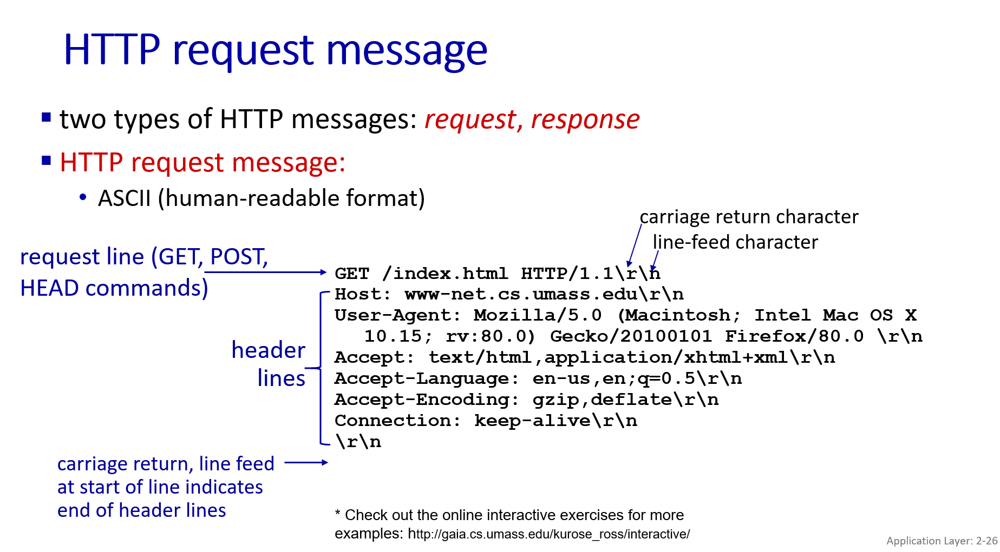 HTTP request message
two types of HTTP messages: request, response
HTTP request message:
ASCII (human-readable format)
carriage return character
line-feed character
request line (GET, POST,
HEAD commands)
GET /index.html HTTP/1.1\r\n
Host: www-net.cs.umass.edu\r\n
User-Agent: Mozilla/5.0 (Macintosh; Intel Mac OS X
10.15; rv:80.0) Gecko/20100101 Firefox/80.0 \r\n
Accept: text/html,application/xhtml+xml\r\n
Accept-Language: en-us,en;q=0.5\r\n
Accept-Encoding: gzip,deflate\r\n
Connection: keep-alive\r\n
\r\n
header
lines
carriage return, line feed
at start of line indicates
end of header lines
* Check out the online interactive exercises for more
examples: http://gaia.cs.umass.edu/kurose_ross/interactive/
Application Layer: 2-26